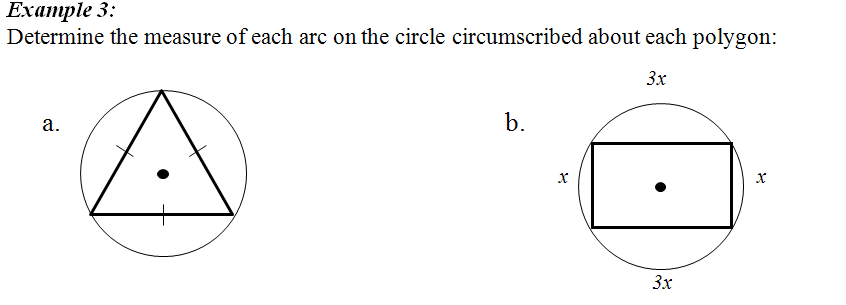 Example 3:
Determine the measure of each arc on the circle circumscribed about each polygon:
a.
b.
3x
x
x
3x